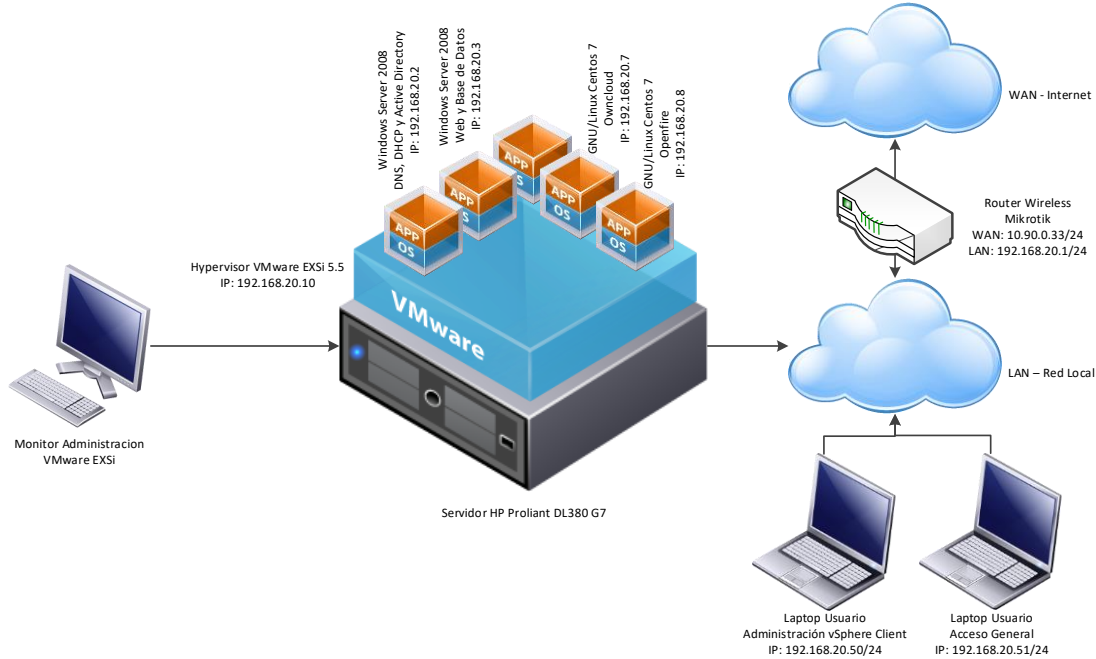 Windows Server 2008
DNS, DHCP y Active Directory
IP: 192.168.20.2
Windows Server 2008
Web y Base de Datos
IP: 192.168.20.3
GNU/Linux Centos 7
Owncloud
IP: 192.168.20.7
GNU/Linux Centos 7
Openfire
IP: 192.168.20.8
APP
S
APP
S
APP
OS
APP
OS
APP
OS
VMware
Hypervisor VMware EXSi 5.5
IP: 192.168.20.10
Monitor Administracion
VMware EXSi
Servidor HP Proliant DL380 G7
WAN - Internet
Router Wireless
Mikrotik
WAN: 10.90.0.33/24
LAN: 192.168.20.1/24
LAN – Red Local
Laptop Usuario
Administración vSphere Client
IP: 192.168.20.50/24
Laptop Usuario
Acceso General
IP: 192.168.20.51/24